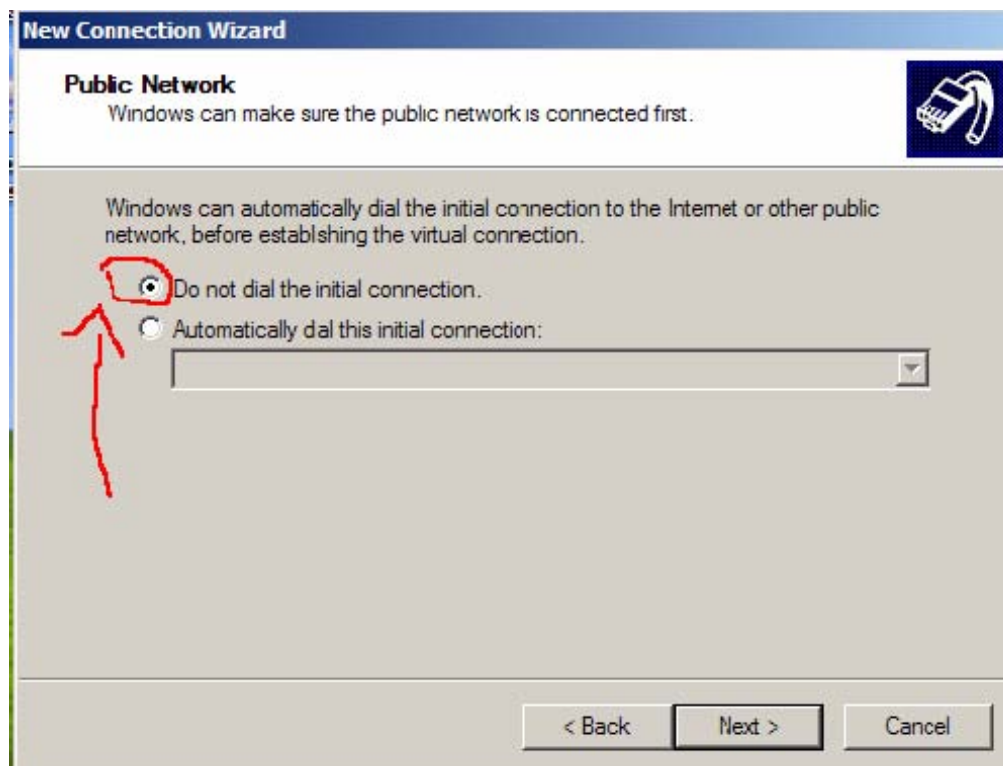 New Connection Wizard
Public Network
Windows can make sure the public network is connected first.
Windows can automatically dial the initial connection to the Internet or other public
network, before establshing the virtual connection.
Do not dial the initial connection.
Automatically dal this initial connection:
< Back
Next >
Cancel